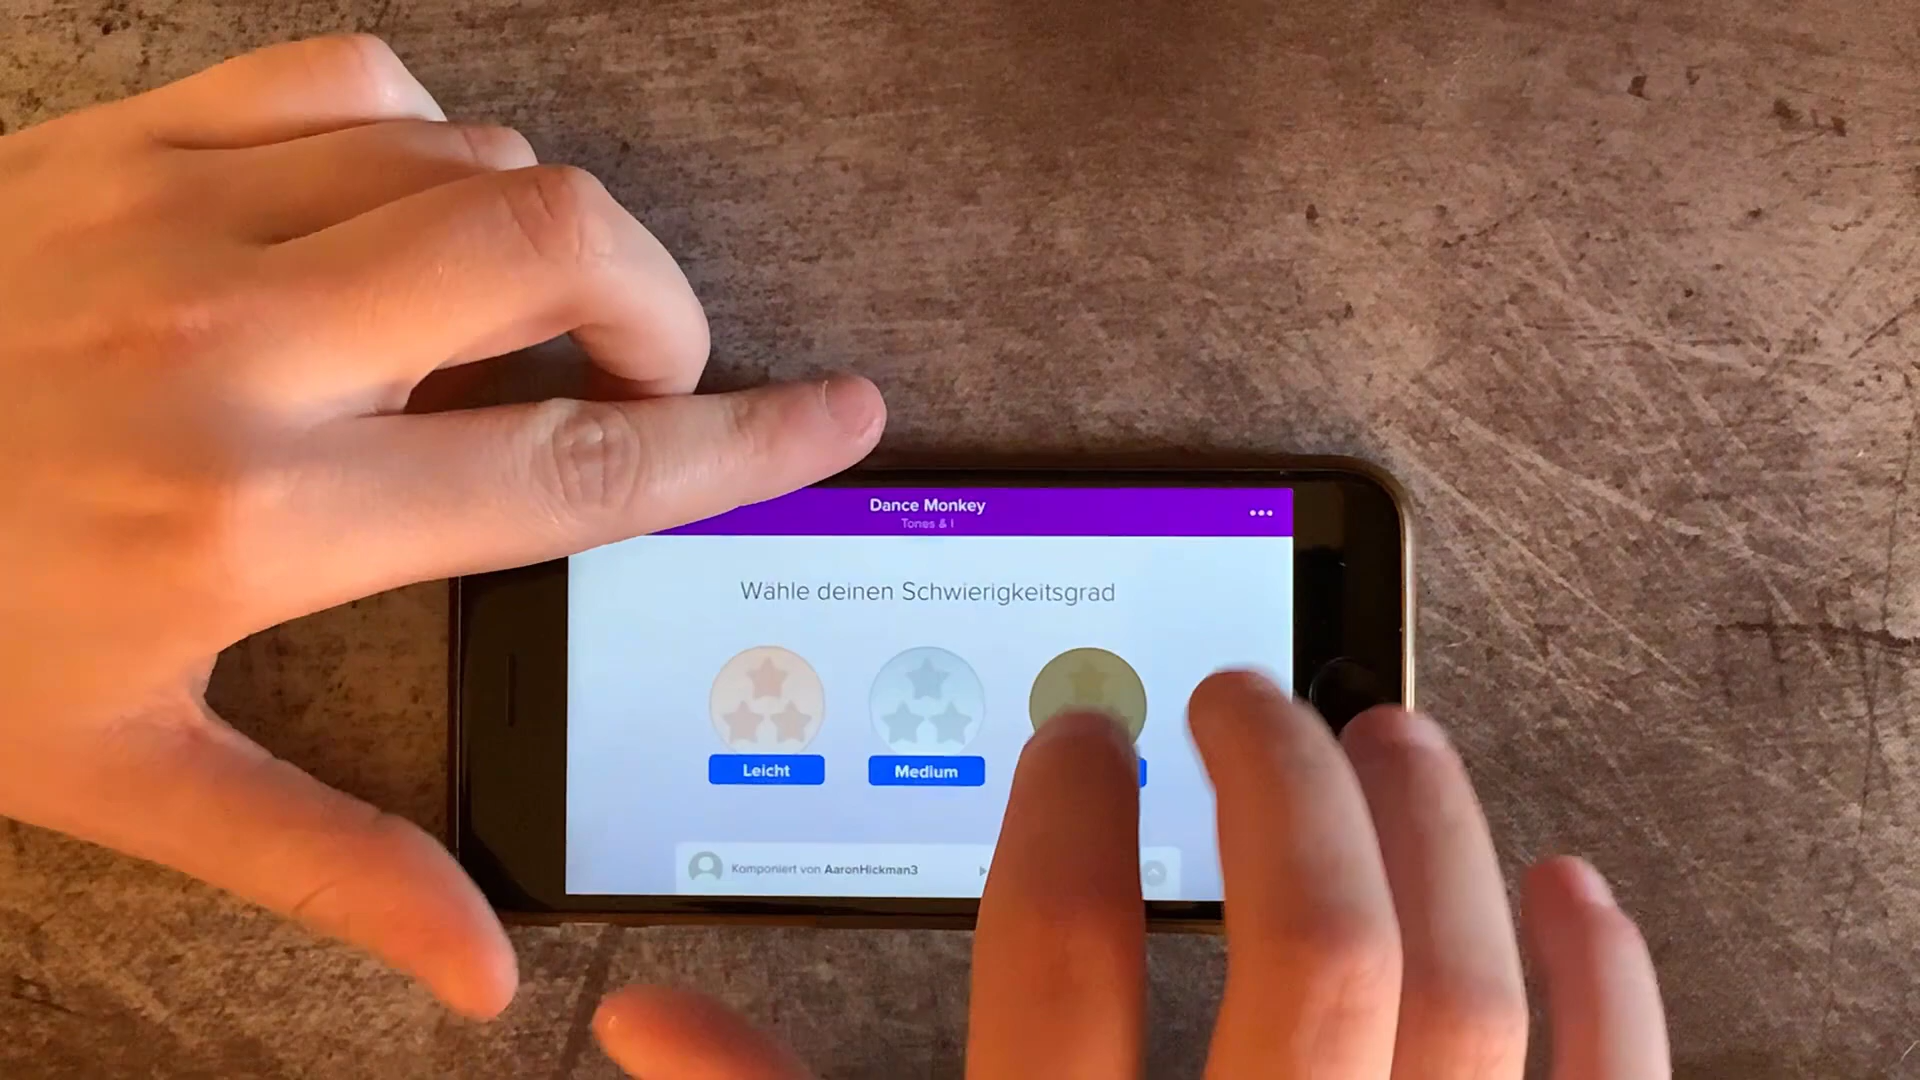 Dance Monkey
Tones & I
Wähle deinen Schwierigkeitsgrad
Leicht
Medium
Komponiert von AaronHickman3